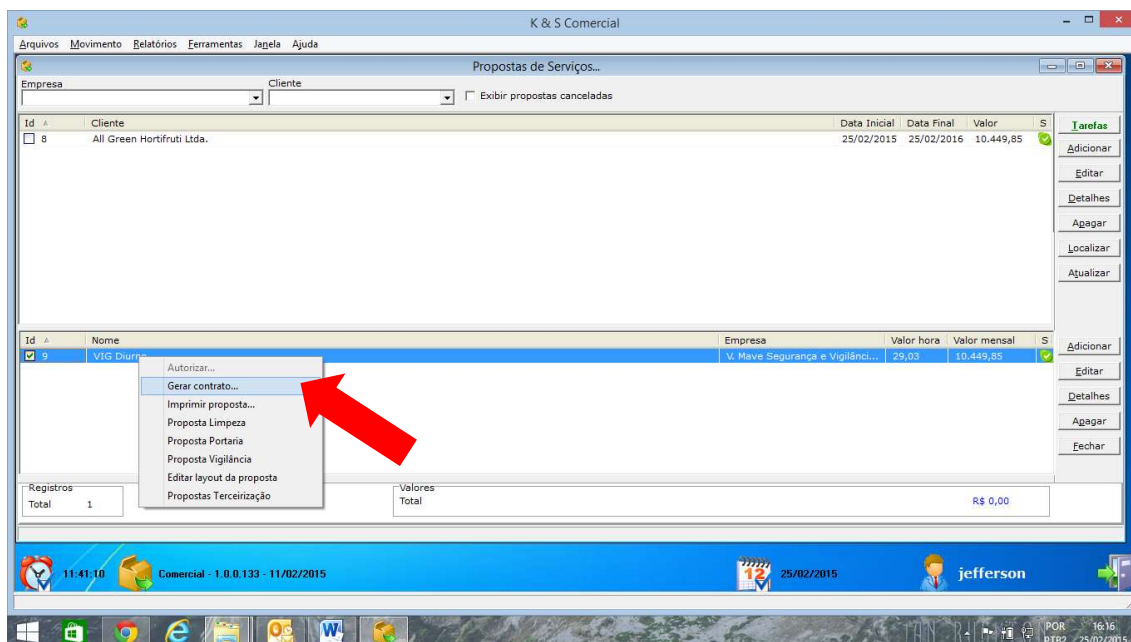 K & S Comercial
Arquivos Movimento Relatórios Ferramentas Janela Ajuda
Propostas de Serviços...
Empresa Cliente
Exibir propostas canceladas
Id Cliente Data Inicial Data Final Valor S
8 All Green Hortifruti Ltda. 25/02/2015 25/02/2016 10.449,85
Tarefas
Adicionar
Editar
Detalhes
Apagar
Localizar
Atualizar
Id Nome Empresa Valor hora Valor mensal S
9 VIG Diurno V. Mave Segurança e Vigilânci... 29,03 10.449,85
Adicionar
Editar
Detalhes
Apagar
Fechar
Autorizar...
Gerar contrato...
Imprimir proposta...
Proposta Limpeza
Proposta Portaria
Proposta Vigilância
Editar layout da proposta
Propostas Terceirização
Registros
Total 1
Valores
Total R$ 0,00
11:41:10 Comercial - 1.0.0.133 - 11/02/2015 12 25/02/2015 jefferson
POR 16:16
PTB2 25/02/2015